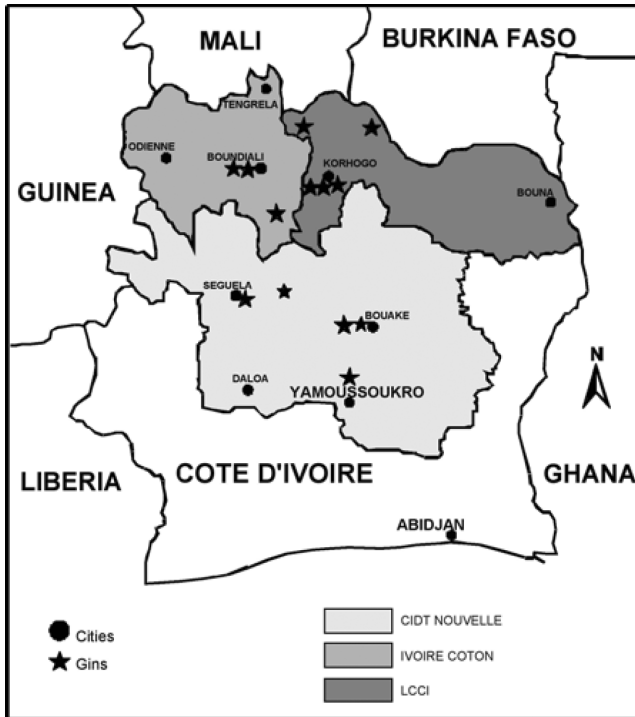 MALI
BURKINA FASO
TENGRELA
ODIENNE
BOUNDIALI
KORHOGO
GUINEA
BOUNA
SEGUELA
BOUAKE
N
DALOA
YAMOUSSOUKRO
LIBERIA
COTE D'IVOIRE
GHANA
ABIDJAN
Cities
Gins
CIDT NOUVELLE
IVOIRE COTON
LCCI